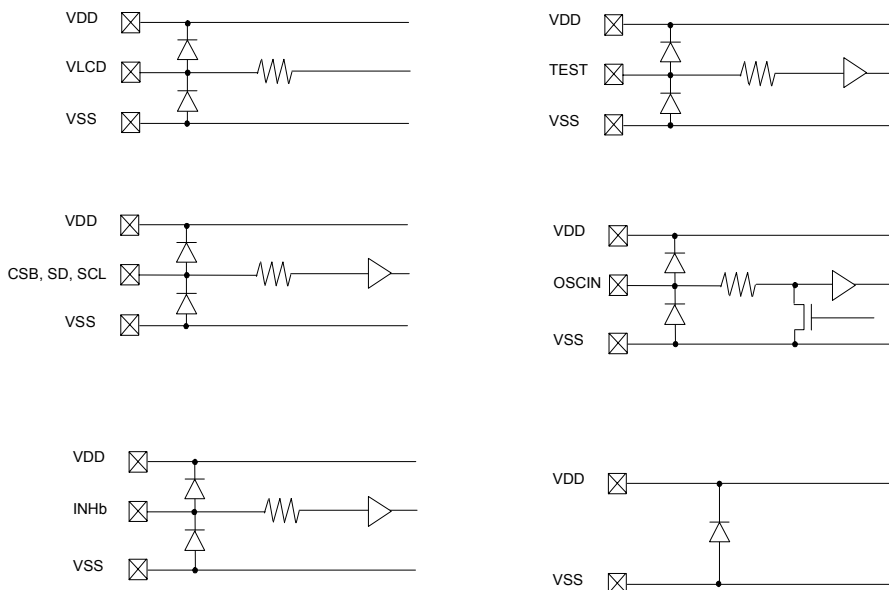 VDD
VLCD
VSS
VDD
TEST
VSS
VDD
CSB, SD, SCL
VSS
VDD
OSCIN
VSS
VDD
INHb
VSS
VDD
VSS